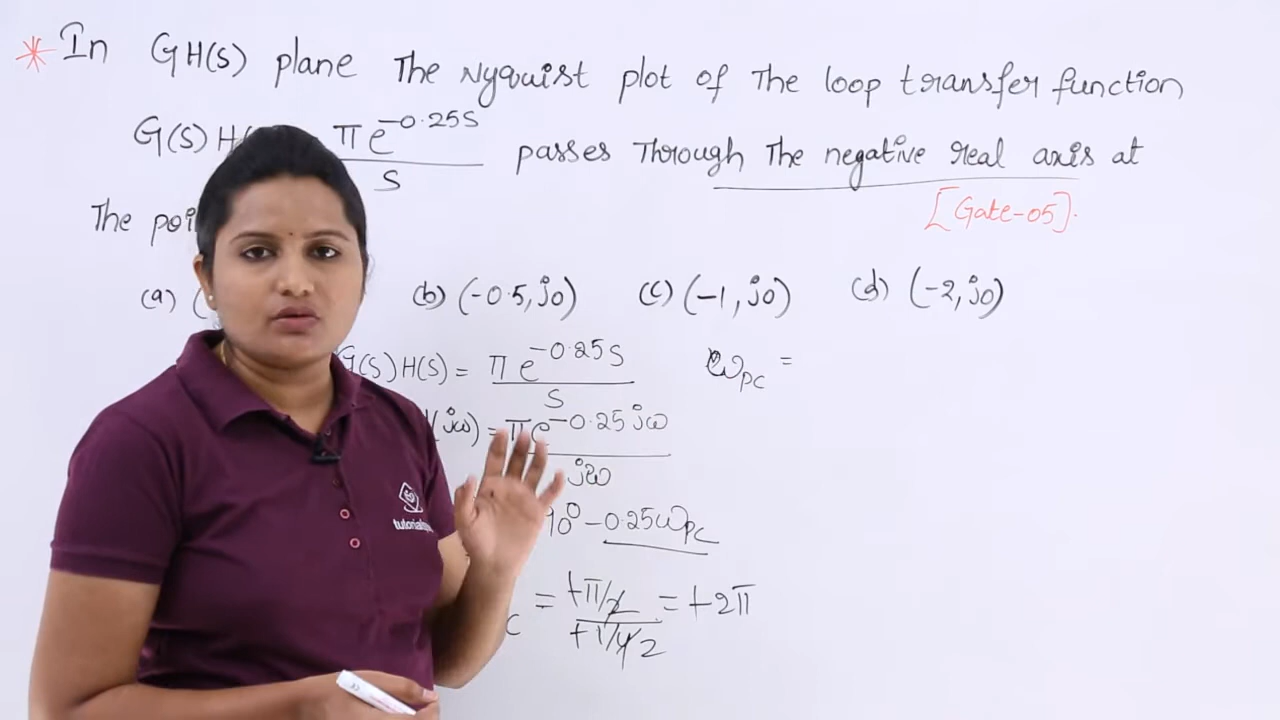 * In GH(S) plane The Nyquist plot of The loop transfer function
G(S) H πe^-0.25S / S passes Through The negative real axis at
[Gate-05].
The poi
(a) ( (b) (-0.5, j0) (c) (-1, j0) (d) (-2, j0)
G(S) H(S) = πe^-0.25S / S ω_pc =
(jω) = πe^-0.25jω / jω
90° - 0.25ω_pc
c = +π/2 / +1/42 = +2π
tutorials